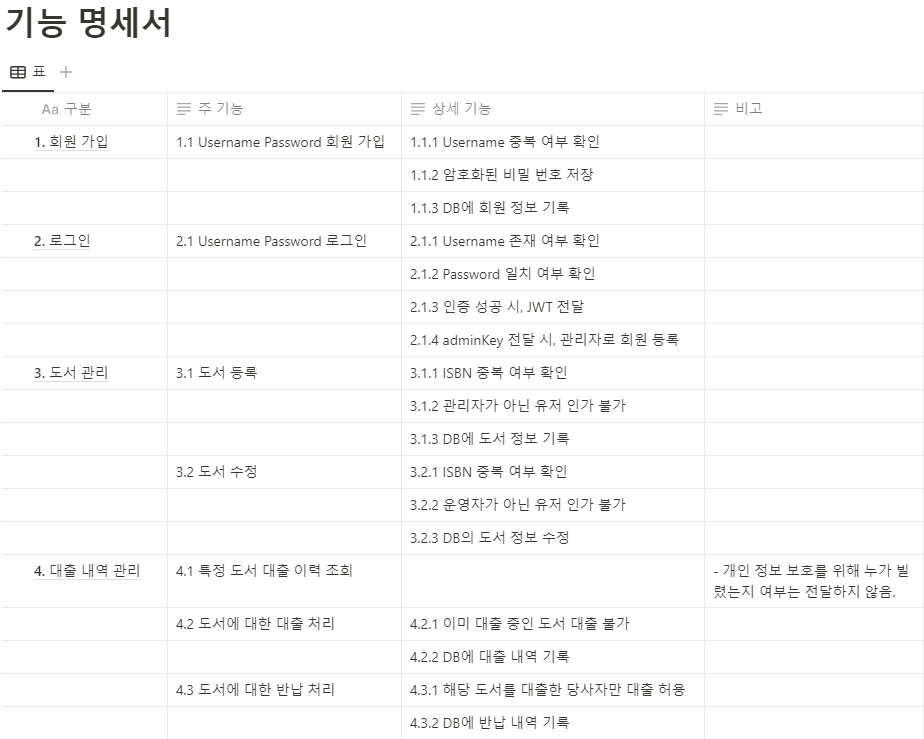 기능 명세서
표
Aa 구분 주 기능 상세 기능 비고
1. 회원 가입 1.1 Username Password 회원 가입 1.1.1 Username 중복 여부 확인
1.1.2 암호화된 비밀 번호 저장
1.1.3 DB에 회원 정보 기록
2. 로그인 2.1 Username Password 로그인 2.1.1 Username 존재 여부 확인
2.1.2 Password 일치 여부 확인
2.1.3 인증 성공 시, JWT 전달
2.1.4 adminKey 전달 시, 관리자로 회원 등록
3. 도서 관리 3.1 도서 등록 3.1.1 ISBN 중복 여부 확인
3.1.2 관리자가 아닌 유저 인가 불가
3.1.3 DB에 도서 정보 기록
3.2 도서 수정 3.2.1 ISBN 중복 여부 확인
3.2.2 운영자가 아닌 유저 인가 불가
3.2.3 DB의 도서 정보 수정
4. 대출 내역 관리 4.1 특정 도서 대출 이력 조회 - 개인 정보 보호를 위해 누가 빌
렸는지 여부는 전달하지 않음.
4.2 도서에 대한 대출 처리 4.2.1 이미 대출 중인 도서 대출 불가
4.2.2 DB에 대출 내역 기록
4.3 도서에 대한 반납 처리 4.3.1 해당 도서를 대출한 당사자만 대출 허용
4.3.2 DB에 반납 내역 기록